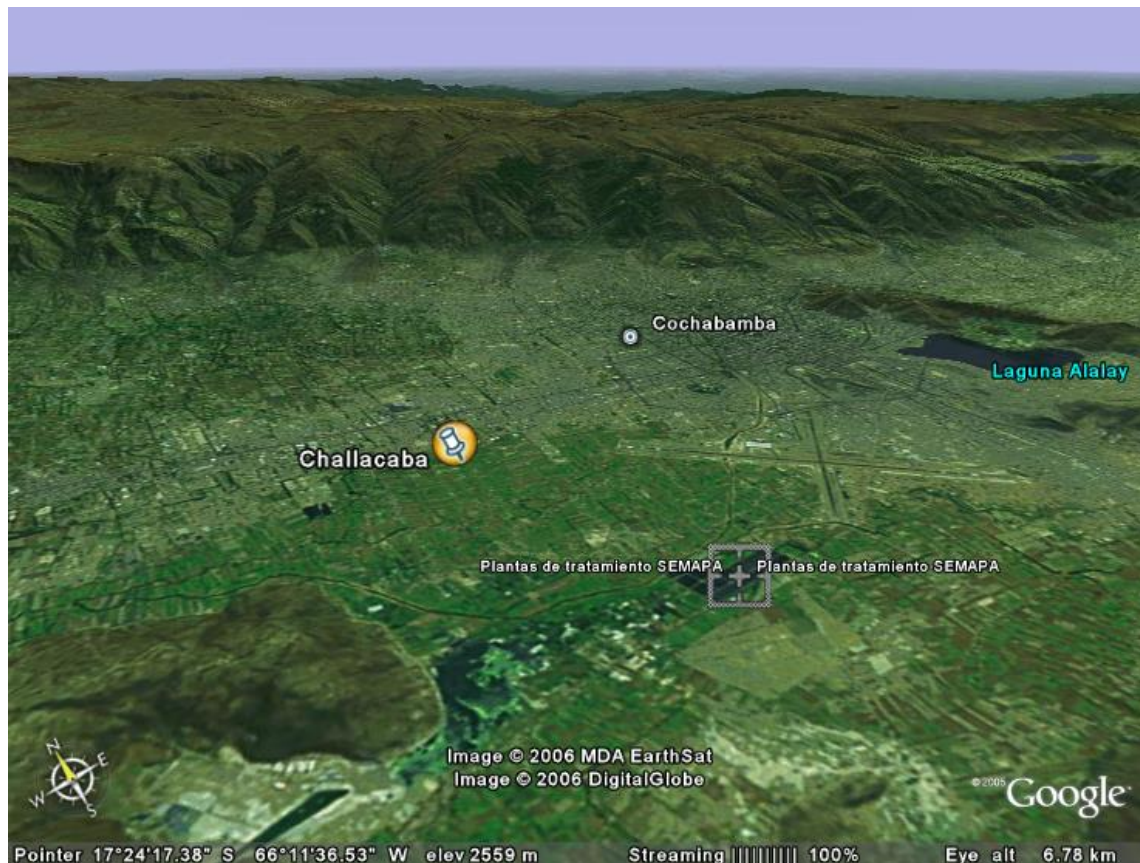 Cochabamba
Laguna Alalay
Challacaba
Plantas de tratamiento SEMAPA Plantas de tratamiento SEMAPA
N
E
W
S
Image © 2006 MDA EarthSat
Image © 2006 DigitalGlobe
©2005 Google
Pointer 17°24'17.38" S 66°11'36.53" W elev 2559 m Streaming ||||||||| 100% Eye alt 6.78 km